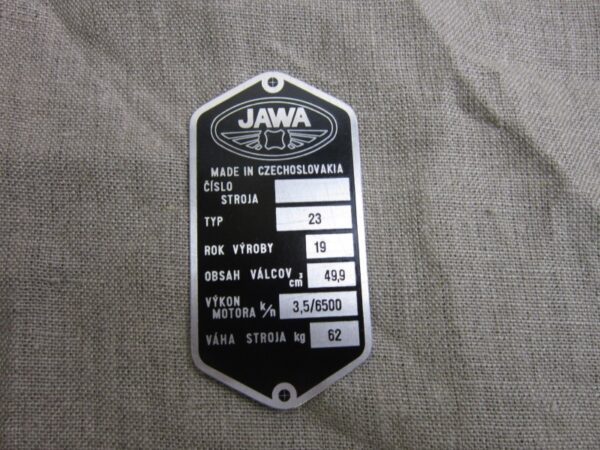 JAWA
MADE IN CZECHOSLOVAKIA
ČÍSLO
STROJA
TYP 23
ROK VÝROBY 19
OBSAH VÁLCOV cm³ 49,9
VÝKON
MOTORA k/n 3,5/6500
VÁHA STROJA kg 62